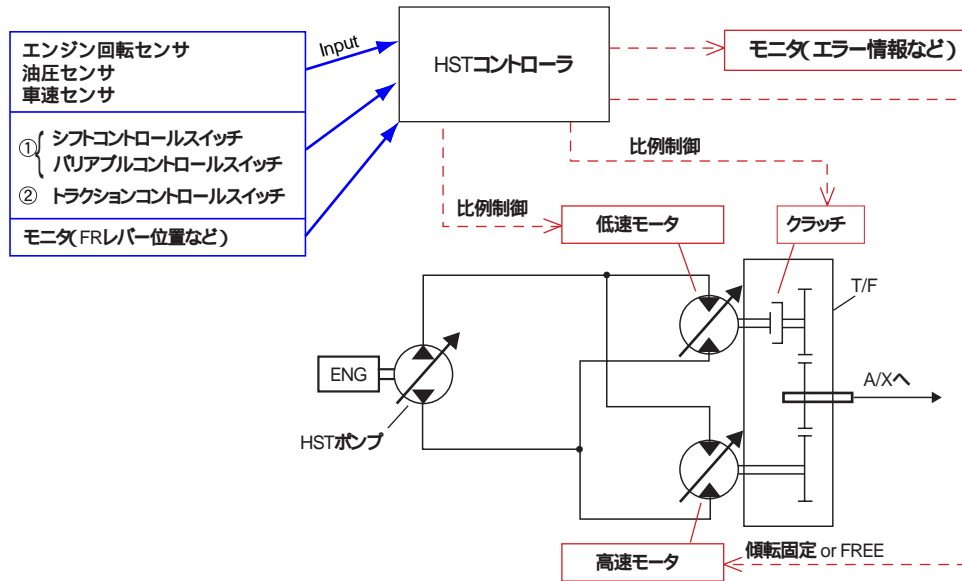 エンジン回転センサ
油圧センサ
車速センサ
① シフトコントロールスイッチ
バリアブルコントロールスイッチ
② トラクションコントロールスイッチ
モニタ(FRレバー位置など)
Input
HSTコントローラ
モニタ(エラー情報など)
比例制御
比例制御
低速モータ
クラッチ
T/F
ENG
A/Xへ
HSTポンプ
高速モータ
傾転固定 or FREE